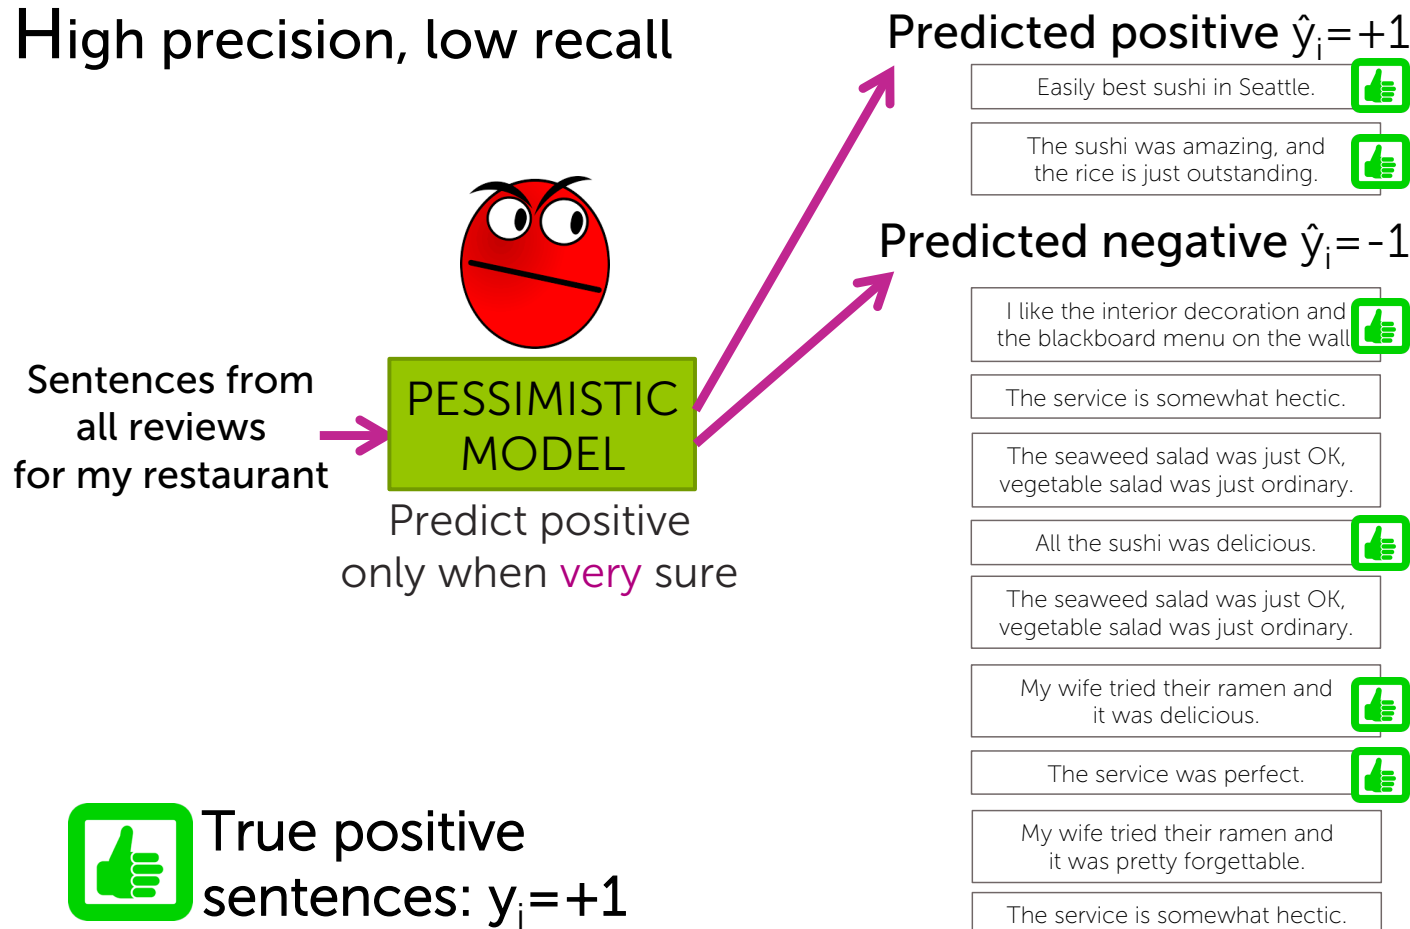 High precision, low recall
Predicted positive ŷᵢ=+1
Easily best sushi in Seattle.
The sushi was amazing, and
the rice is just outstanding.
Predicted negative ŷᵢ=-1
I like the interior decoration and
the blackboard menu on the wall
The service is somewhat hectic.
The seaweed salad was just OK,
vegetable salad was just ordinary.
All the sushi was delicious.
The seaweed salad was just OK,
vegetable salad was just ordinary.
My wife tried their ramen and
it was delicious.
The service was perfect.
My wife tried their ramen and
it was pretty forgettable.
The service is somewhat hectic.
Sentences from
all reviews
for my restaurant
PESSIMISTIC
MODEL
Predict positive
only when very sure
True positive
sentences: yᵢ=+1